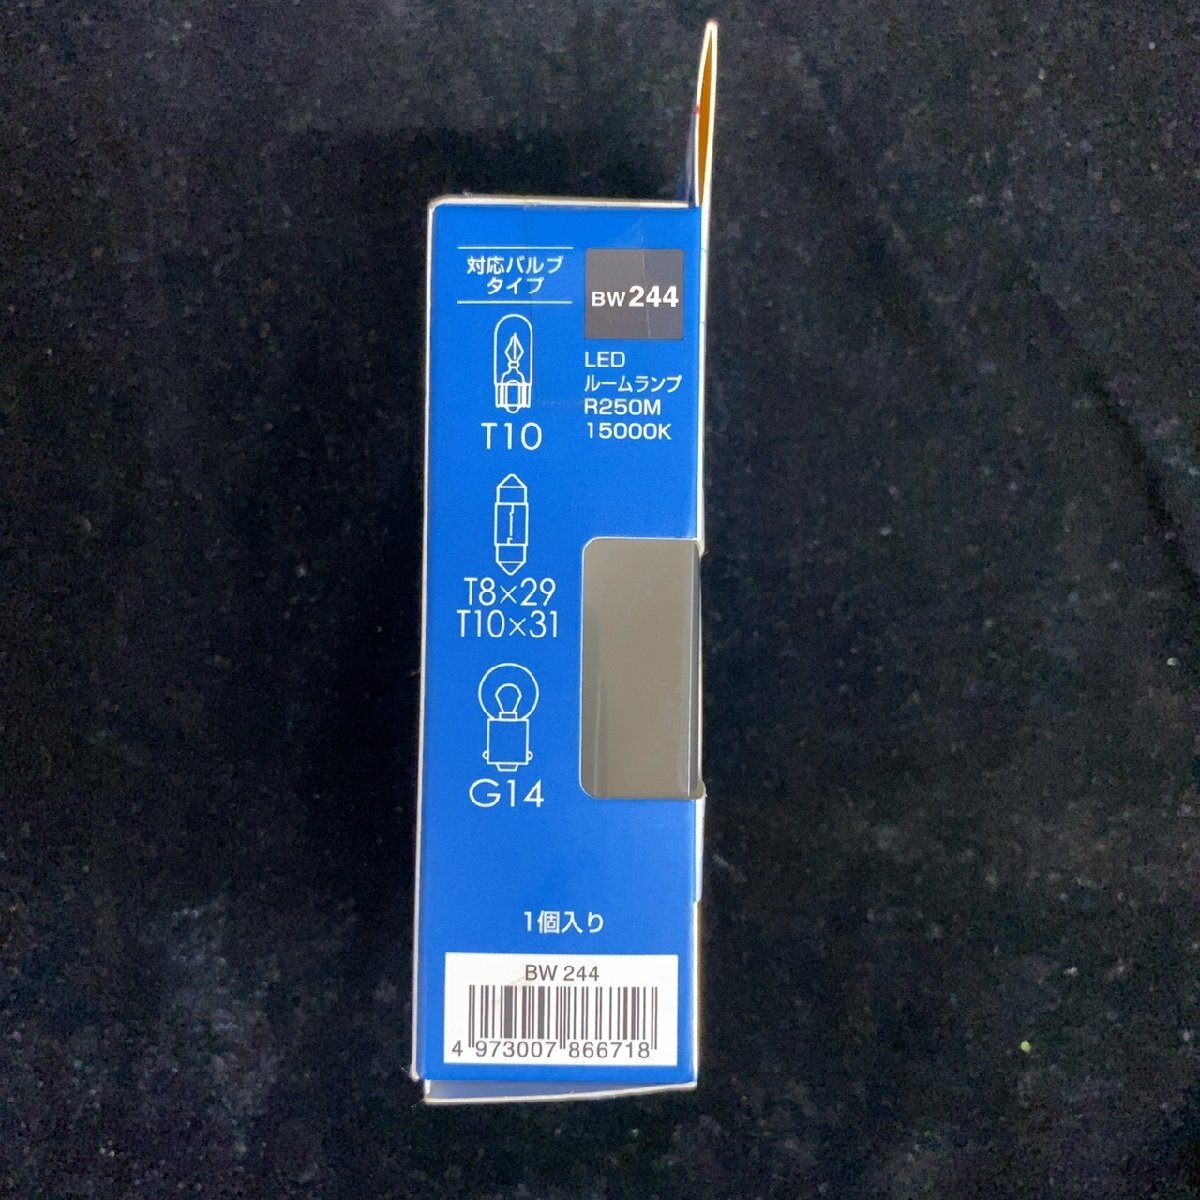 対応バルブ
タイプ
BW 244
LED
ルームランプ
R250M
15000K
T10
T8×29
T10×31
G14
1個入り
BW 244
4 973007 866718